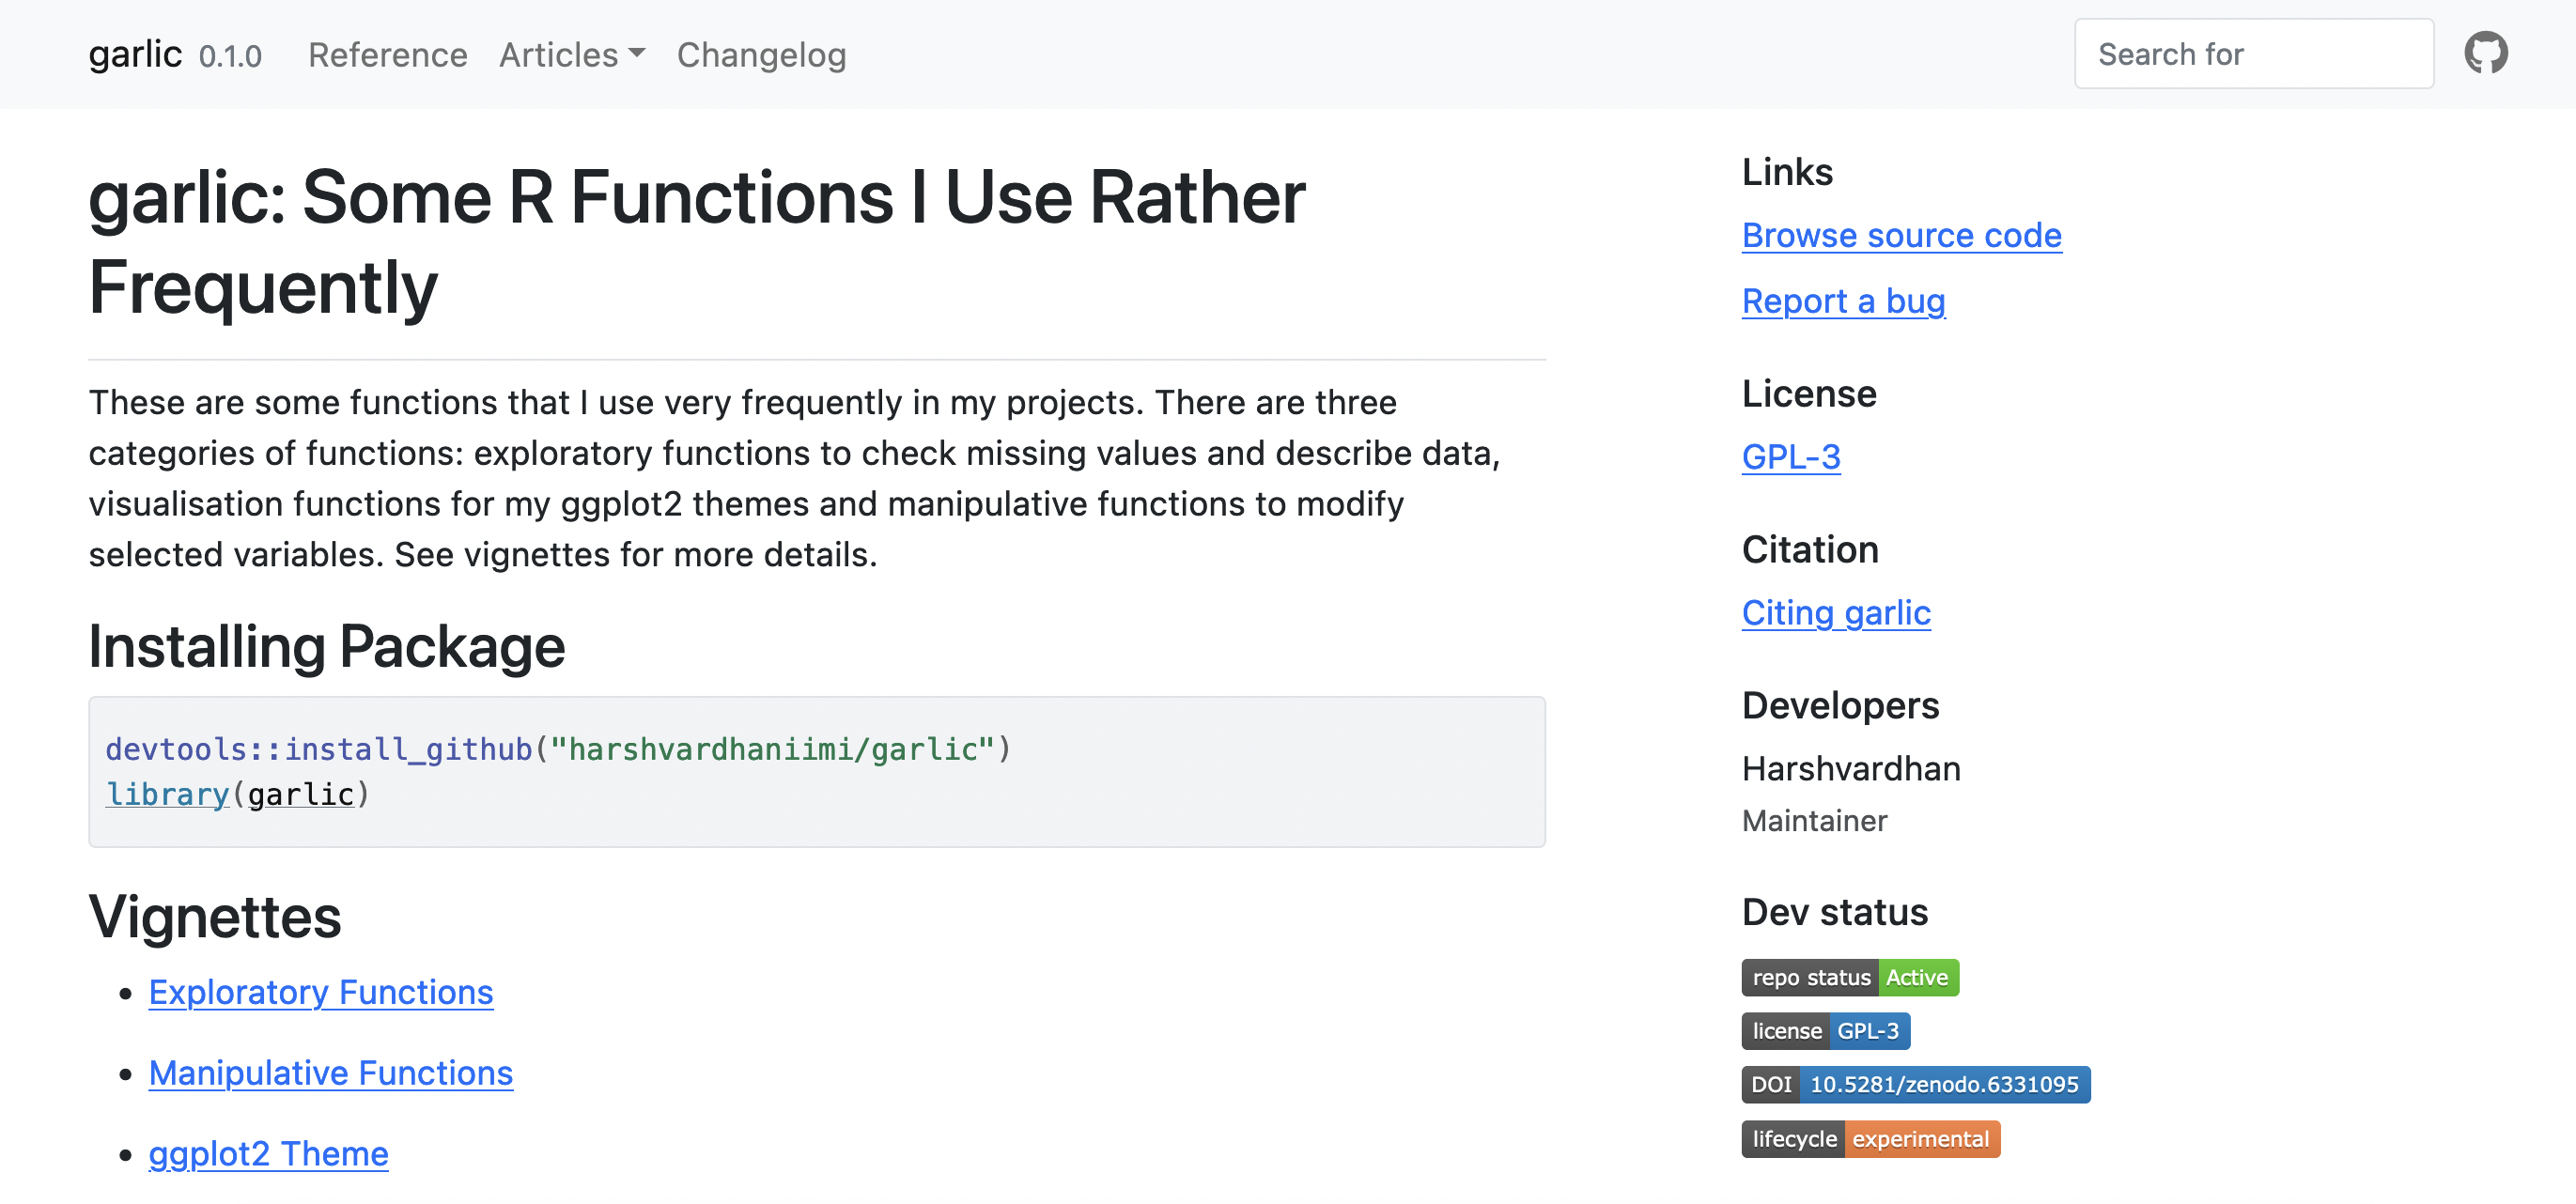 garlic 0.1.0 Reference Articles Changelog Search for
garlic: Some R Functions I Use Rather
Frequently
These are some functions that I use very frequently in my projects. There are three
categories of functions: exploratory functions to check missing values and describe data,
visualisation functions for my ggplot2 themes and manipulative functions to modify
selected variables. See vignettes for more details.
Installing Package
devtools::install_github("harshvardhaniimi/garlic")
library(garlic)
Vignettes
Exploratory Functions
Manipulative Functions
ggplot2 Theme
Links
Browse source code
Report a bug
License
GPL-3
Citation
Citing garlic
Developers
Harshvardhan
Maintainer
Dev status
repo status Active
license GPL-3
DOI 10.5281/zenodo.6331095
lifecycle experimental